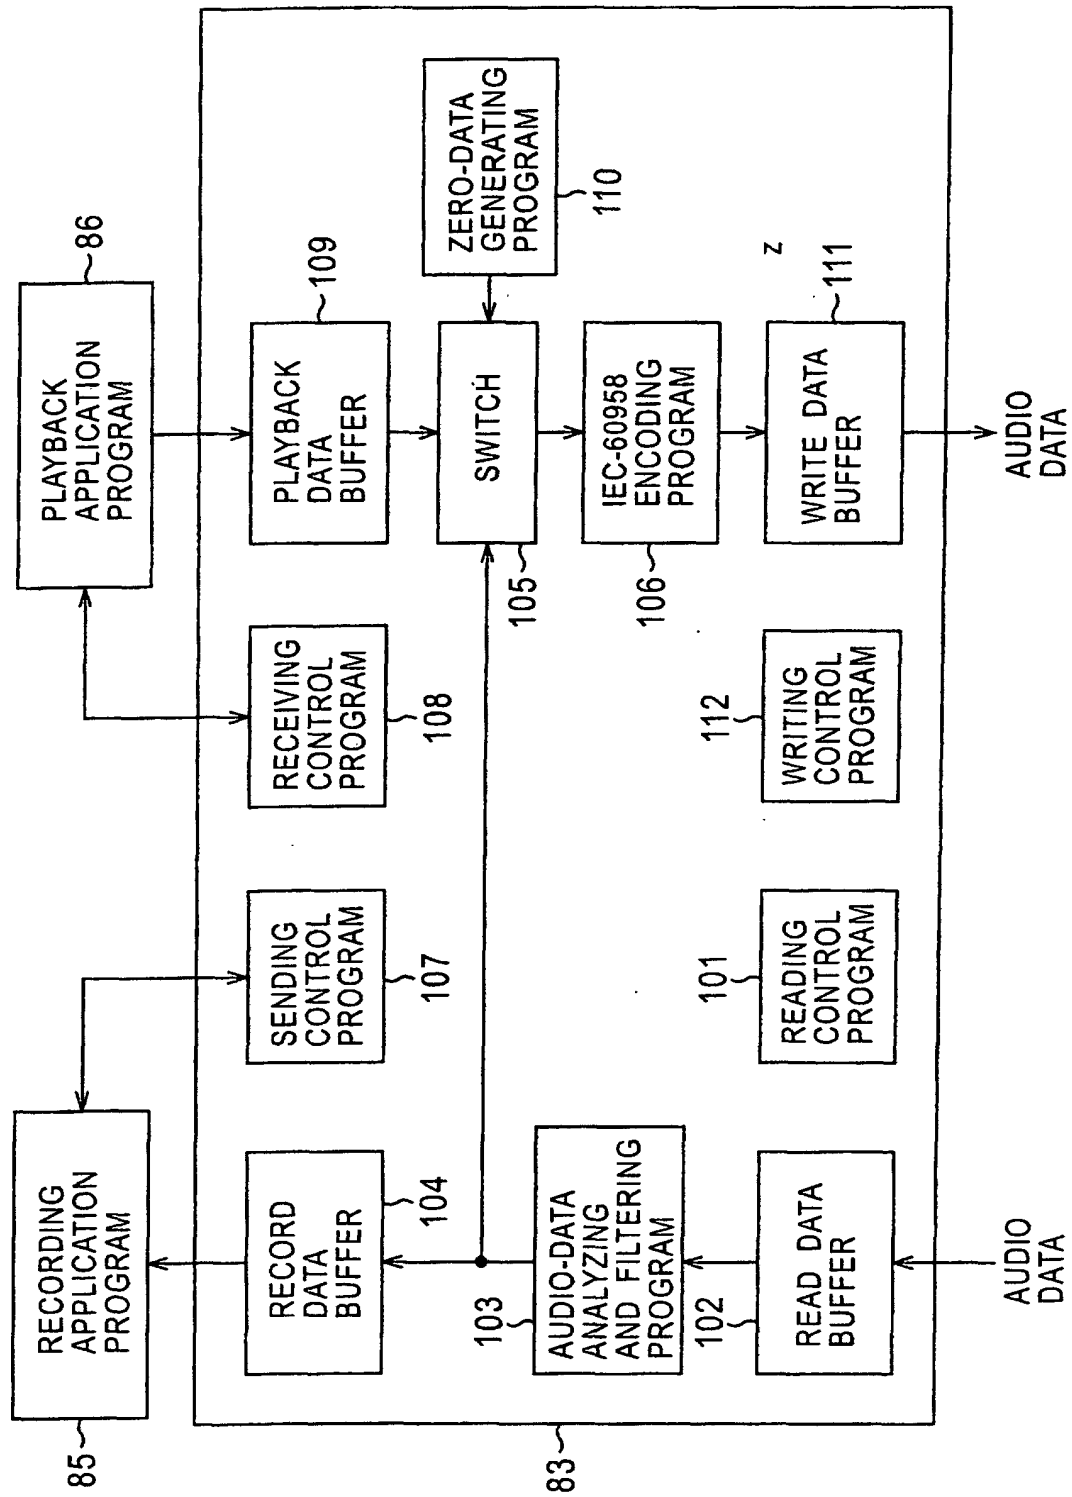 RECORDING
APPLICATION
PROGRAM
85
PLAYBACK
APPLICATION
PROGRAM
86
RECORD
DATA
BUFFER
104
SENDING
CONTROL
PROGRAM
107
RECEIVING
CONTROL
PROGRAM
108
PLAYBACK
DATA
BUFFER
109
ZERO-DATA
GENERATING
PROGRAM
110
SWITCH
105
103
AUDIO-DATA
ANALYZING
AND FILTERING
PROGRAM
IEC-60958
ENCODING
PROGRAM
106
102
READ DATA
BUFFER
101
READING
CONTROL
PROGRAM
112
WRITING
CONTROL
PROGRAM
WRITE DATA
BUFFER
111
Z
83
AUDIO
DATA
AUDIO
DATA